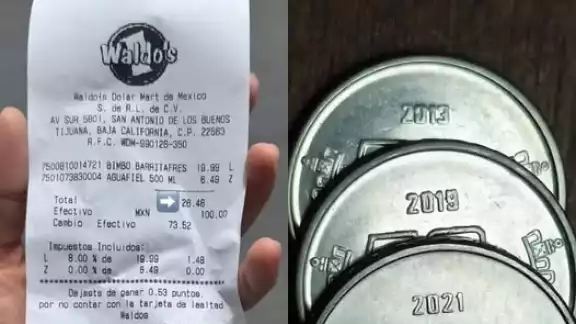 Waldo's
Waldo's Dolar Mart de Mexico
S. de R.L. de C.V.
AV SUR 5801, SAN ANTONIO DE LOS BUENOS
TIJUANA, BAJA CALIFORNIA, C.P. 22563
R.F.C. WDM-990126-350
7500810014721 BIMBO BARRITAFRES 19.99 L
7501073830004 AGUAFIEL 500 ML 6.49 Z
Total 26.48
Efectivo MXN 100.00
Cambio Efectivo 73.52
Impuestos Incluidos:
L 8.00 % de 19.99 1.48
Z 0.00 % de 6.49 0.00
Dejaste de ganar 0.53 puntos,
por no contar con la tarjeta de lealtad
Waldos
2013
2019
2021